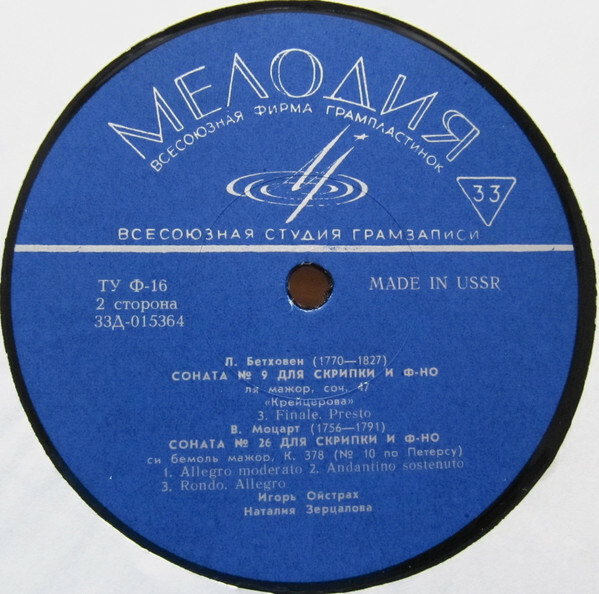 МЕЛОДИЯ
ВСЕСОЮЗНАЯ ФИРМА ГРАМПЛАСТИНОК
33
ВСЕСОЮЗНАЯ СТУДИЯ ГРАМЗАПИСИ
ТУ Ф-16
2 сторона
33Д-015364
MADE IN USSR
Л. Бетховен (1770—1827)
СОНАТА № 9 ДЛЯ СКРИПКИ И Ф-НО
ля мажор, соч. 47
«Крейцерова»
3. Finale. Presto
В. Моцарт (1756—1791)
СОНАТА № 26 ДЛЯ СКРИПКИ И Ф-НО
си бемоль мажор, К. 378 (№ 10 по Петерсу)
1. Allegro moderato 2. Andantino sostenuto
3. Rondo. Allegro
Игорь Ойстрах
Наталия Зерцалова